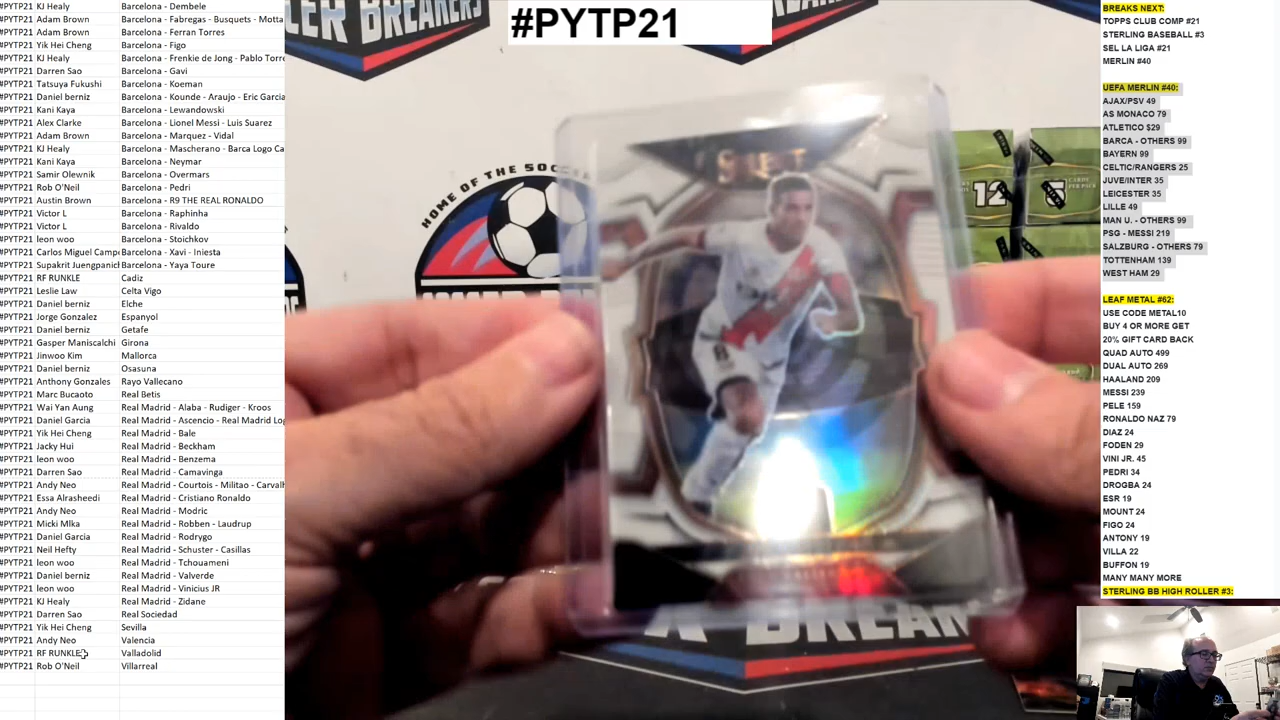 #PYTP21
#PYTP21 KJ Healy Barcelona - Dembele
#PYTP21 Adam Brown Barcelona - Fabregas - Busquets - Motta
#PYTP21 Adam Brown Barcelona - Ferran Torres
#PYTP21 Yik Hei Cheng Barcelona - Figo
#PYTP21 KJ Healy Barcelona - Frenkie de Jong - Pablo Torre
#PYTP21 Darren Sao Barcelona - Gavi
#PYTP21 Tatsuya Fukushi Barcelona - Koeman
#PYTP21 Daniel berniz Barcelona - Kounde - Araujo - Eric Garcia
#PYTP21 Kani Kaya Barcelona - Lewandowski
#PYTP21 Alex Clarke Barcelona - Lionel Messi - Luis Suarez
#PYTP21 Adam Brown Barcelona - Marquez - Vidal
#PYTP21 KJ Healy Barcelona - Mascherano - Barca Logo Ca
#PYTP21 Kani Kaya Barcelona - Neymar
#PYTP21 Samir Olewnik Barcelona - Overmars
#PYTP21 Rob O'Neil Barcelona - Pedri
#PYTP21 Austin Brown Barcelona - R9 THE REAL RONALDO
#PYTP21 Victor L Barcelona - Raphinha
#PYTP21 Victor L Barcelona - Rivaldo
#PYTP21 leon woo Barcelona - Stoichkov
#PYTP21 Carlos Miguel Campo Barcelona - Xavi - Iniesta
#PYTP21 Supakrit Juengpanich Barcelona - Yaya Toure
#PYTP21 RF RUNKLE Cadiz
#PYTP21 Leslie Law Celta Vigo
#PYTP21 Daniel berniz Elche
#PYTP21 Jorge Gonzalez Espanyol
#PYTP21 Daniel berniz Getafe
#PYTP21 Gasper Maniscalchi Girona
#PYTP21 Jinwoo Kim Mallorca
#PYTP21 Daniel berniz Osasuna
#PYTP21 Anthony Gonzales Rayo Vallecano
#PYTP21 Marc Bucaoto Real Betis
#PYTP21 Wai Yan Aung Real Madrid - Alaba - Rudiger - Kroos
#PYTP21 Daniel Garcia Real Madrid - Ascencio - Real Madrid Log
#PYTP21 Yik Hei Cheng Real Madrid - Bale
#PYTP21 Jacky Hui Real Madrid - Beckham
#PYTP21 leon woo Real Madrid - Benzema
#PYTP21 Darren Sao Real Madrid - Camavinga
#PYTP21 Andy Neo Real Madrid - Courtois - Militao - Carvalh
#PYTP21 Essa Alrasheedi Real Madrid - Cristiano Ronaldo
#PYTP21 Andy Neo Real Madrid - Modric
#PYTP21 Micki Mlka Real Madrid - Robben - Laudrup
#PYTP21 Daniel Garcia Real Madrid - Rodrygo
#PYTP21 Neil Hefty Real Madrid - Schuster - Casillas
#PYTP21 leon woo Real Madrid - Tchouameni
#PYTP21 Daniel berniz Real Madrid - Valverde
#PYTP21 leon woo Real Madrid - Vinicius JR
#PYTP21 KJ Healy Real Madrid - Zidane
#PYTP21 Darren Sao Real Sociedad
#PYTP21 Yik Hei Cheng Sevilla
#PYTP21 Andy Neo Valencia
#PYTP21 RF RUNKLE Valladolid
#PYTP21 Rob O'Neil Villarreal
BREAKERS
HOME OF THE SOC
12
5
BREAK
BREAKS NEXT:
TOPPS CLUB COMP #21
STERLING BASEBALL #3
SEL LA LIGA #21
MERLIN #40
UEFA MERLIN #40:
AJAX/PSV 49
AS MONACO 79
ATLETICO $29
BARCA - OTHERS 99
BAYERN 99
CELTIC/RANGERS 25
JUVE/INTER 35
LEICESTER 35
LILLE 49
MAN U. - OTHERS 99
PSG - MESSI 219
SALZBURG - OTHERS 79
TOTTENHAM 139
WEST HAM 29
LEAF METAL #62:
USE CODE METAL10
BUY 4 OR MORE GET
20% GIFT CARD BACK
QUAD AUTO 499
DUAL AUTO 269
HAALAND 209
MESSI 239
PELE 159
RONALDO NAZ 79
DIAZ 24
FODEN 29
VINI JR. 45
PEDRI 34
DROGBA 24
ESR 19
MOUNT 24
FIGO 24
ANTONY 19
VILLA 22
BUFFON 19
MANY MANY MORE
STERLING BB HIGH ROLLER #3: